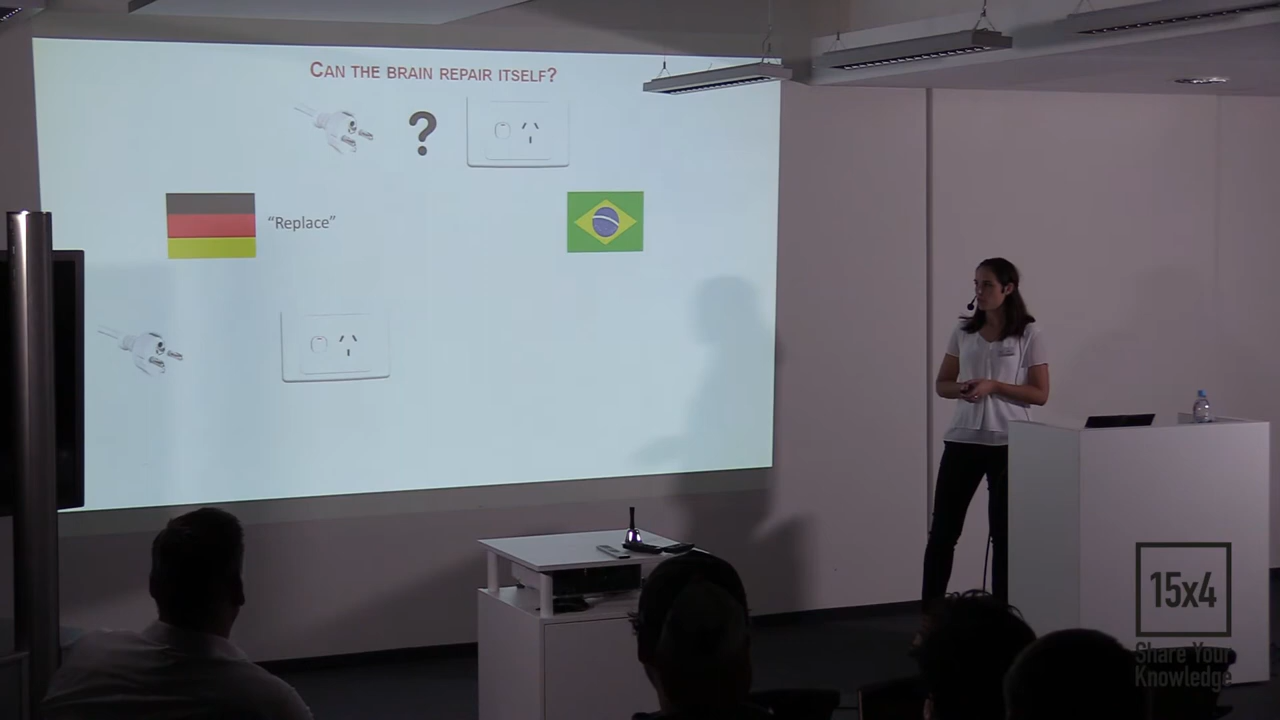 CAN THE BRAIN REPAIR ITSELF?
?
“Replace”
15x4
Share Your
Knowledge